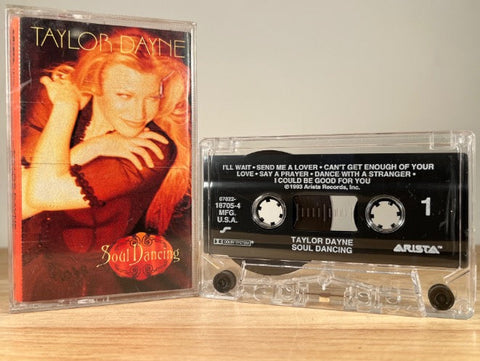 TAYLOR DAYNE
Soul Dancing
I'LL WAIT • SEND ME A LOVER • CAN'T GET ENOUGH OF YOUR
LOVE • SAY A PRAYER • DANCE WITH A STRANGER •
I COULD BE GOOD FOR YOU
©1993 Arista Records, Inc.
07822-
18705-4
MFG.
U.S.
1
TAYLOR DAYNE
SOUL DANCING
ARISTA™